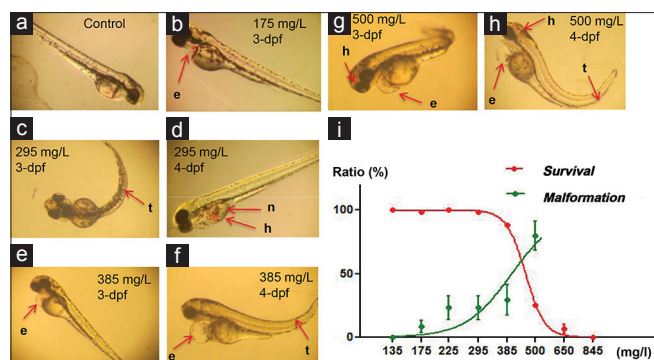 a
Control
b
175 mg/L
3-dpf
e
g
500 mg/L
3-dpf
h
e
h
500 mg/L
4-dpf
h
e
t
c
295 mg/L
3-dpf
t
d
295 mg/L
4-dpf
n
h
e
385 mg/L
3-dpf
e
f
385 mg/L
4-dpf
e
t
i
Ratio (%)
Survival
Malformation
100
50
0
135 175 225 295 385 500 650 845 (mg/l)